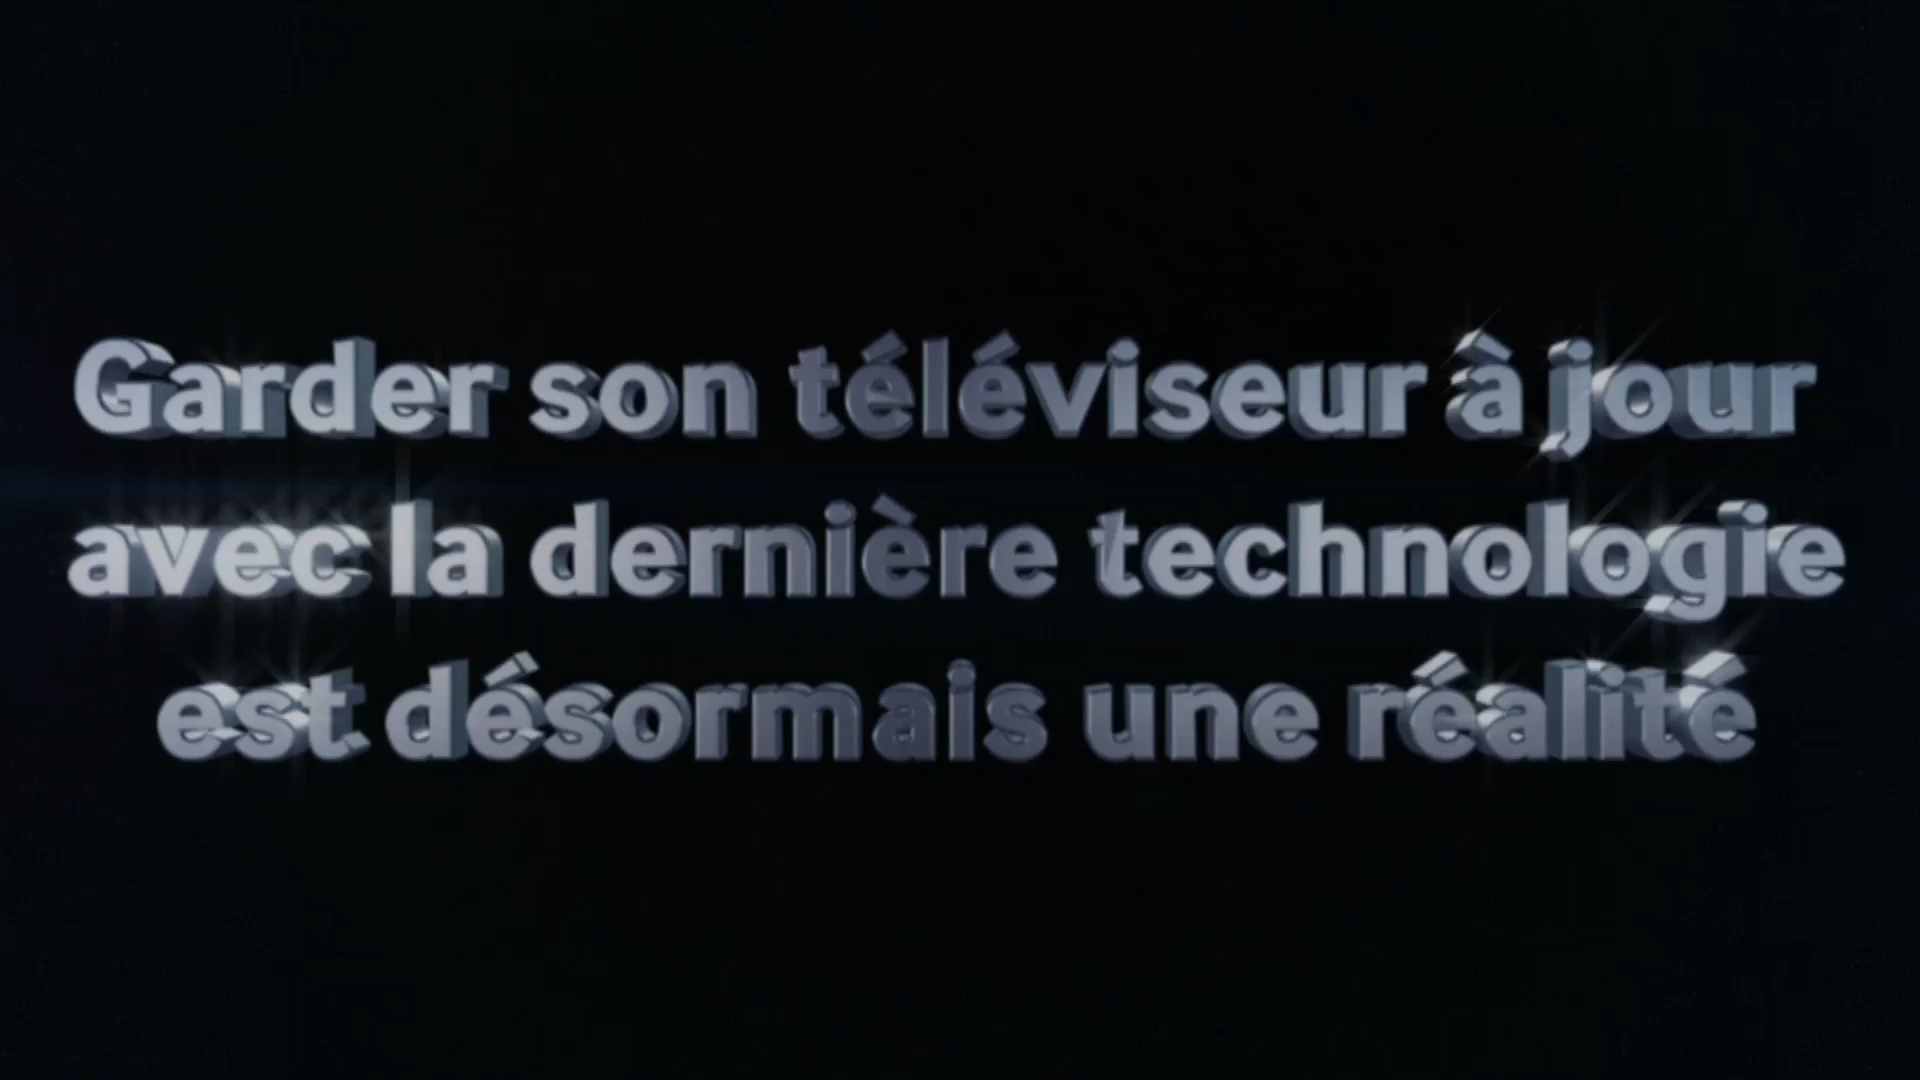 Garder son téléviseur à jour
avec la dernière technologie
est désormais une réalité